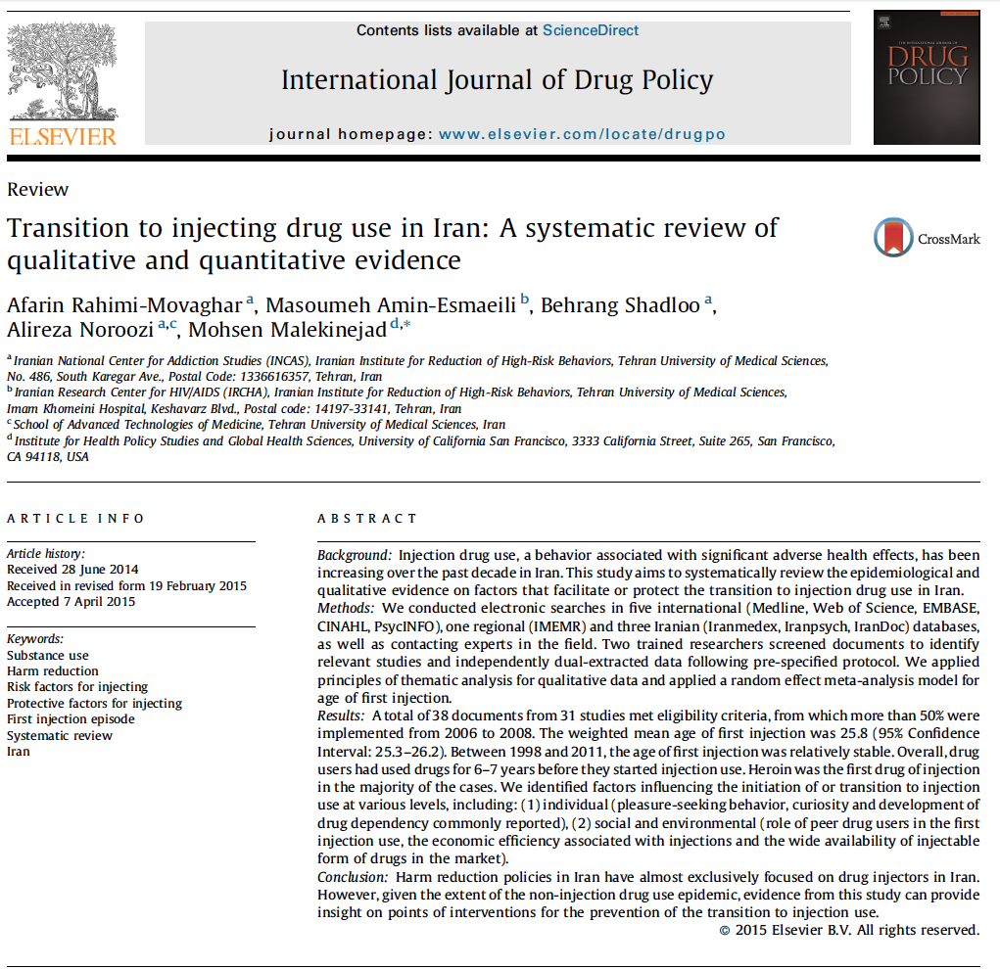 Contents lists available at ScienceDirect
International Journal of Drug Policy
journal homepage: www.elsevier.com/locate/drugpo
ELSEVIER
DRUG
POLICY
Review
Transition to injecting drug use in Iran: A systematic review of
qualitative and quantitative evidence
CrossMark
Afarin Rahimi-Movaghar a, Masoumeh Amin-Esmaeili b, Behrang Shadloo a,
Alireza Noroozi a,c, Mohsen Malekinejad d,*
a Iranian National Center for Addiction Studies (INCAS), Iranian Institute for Reduction of High-Risk Behaviors, Tehran University of Medical Sciences,
No. 486, South Karegar Ave., Postal Code: 1336616357, Tehran, Iran
b Iranian Research Center for HIV/AIDS (IRCHA), Iranian Institute for Reduction of High-Risk Behaviors, Tehran University of Medical Sciences,
Imam Khomeini Hospital, Keshavarz Blvd., Postal code: 14197-33141, Tehran, Iran
c School of Advanced Technologies of Medicine, Tehran University of Medical Sciences, Iran
d Institute for Health Policy Studies and Global Health Sciences, University of California San Francisco, 3333 California Street, Suite 265, San Francisco,
CA 94118, USA
ARTICLE INFO
Article history:
Received 28 June 2014
Received in revised form 19 February 2015
Accepted 7 April 2015
Keywords:
Substance use
Harm reduction
Risk factors for injecting
Protective factors for injecting
First injection episode
Systematic review
Iran
ABSTRACT
Background: Injection drug use, a behavior associated with significant adverse health effects, has been
increasing over the past decade in Iran. This study aims to systematically review the epidemiological and
qualitative evidence on factors that facilitate or protect the transition to injection drug use in Iran.
Methods: We conducted electronic searches in five international (Medline, Web of Science, EMBASE,
CINAHL, PsycINFO), one regional (IMEMR) and three Iranian (Iranmedex, Iranpsych, IranDoc) databases,
as well as contacting experts in the field. Two trained researchers screened documents to identify
relevant studies and independently dual-extracted data following pre-specified protocol. We applied
principles of thematic analysis for qualitative data and applied a random effect meta-analysis model for
age of first injection.
Results: A total of 38 documents from 31 studies met eligibility criteria, from which more than 50% were
implemented from 2006 to 2008. The weighted mean age of first injection was 25.8 (95% Confidence
Interval: 25.3–26.2). Between 1998 and 2011, the age of first injection was relatively stable. Overall, drug
users had used drugs for 6–7 years before they started injection use. Heroin was the first drug of injection
in the majority of the cases. We identified factors influencing the initiation of or transition to injection
use at various levels, including: (1) individual (pleasure-seeking behavior, curiosity and development of
drug dependency commonly reported), (2) social and environmental (role of peer drug users in the first
injection use, the economic efficiency associated with injections and the wide availability of injectable
form of drugs in the market).
Conclusion: Harm reduction policies in Iran have almost exclusively focused on drug injectors in Iran.
However, given the extent of the non-injection drug use epidemic, evidence from this study can provide
insight on points of interventions for the prevention of the transition to injection use.
© 2015 Elsevier B.V. All rights reserved.